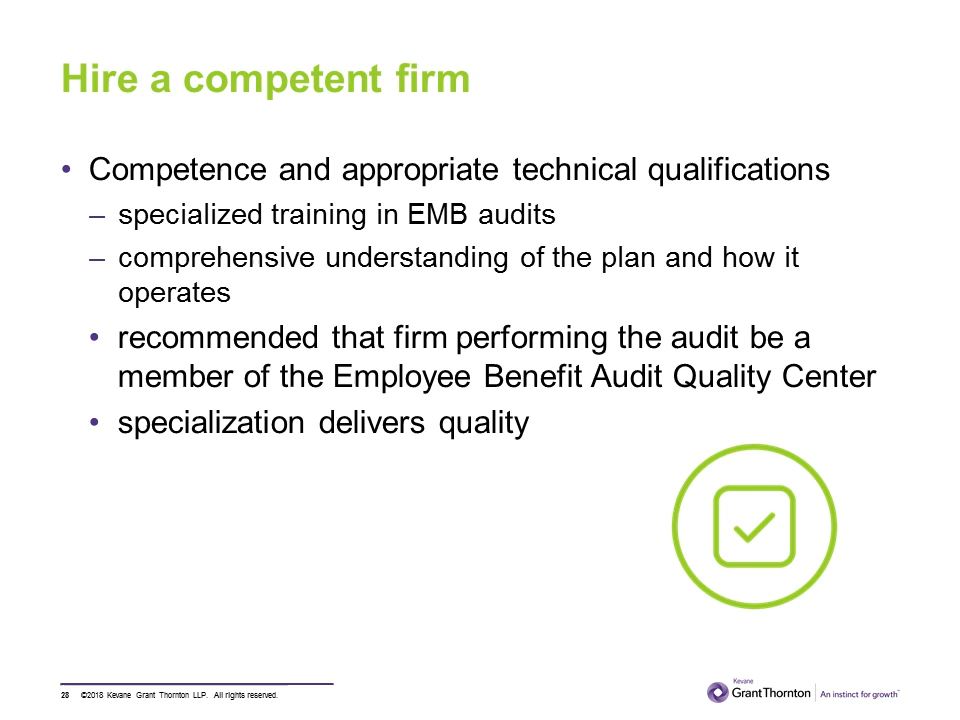 Hire a competent firm
• Competence and appropriate technical qualifications
– specialized training in EMB audits
– comprehensive understanding of the plan and how it
operates
• recommended that firm performing the audit be a
member of the Employee Benefit Audit Quality Center
• specialization delivers quality
28 ©2018 Kevane Grant Thornton LLP. All rights reserved.
Kevane
GrantThornton
An instinct for growth™